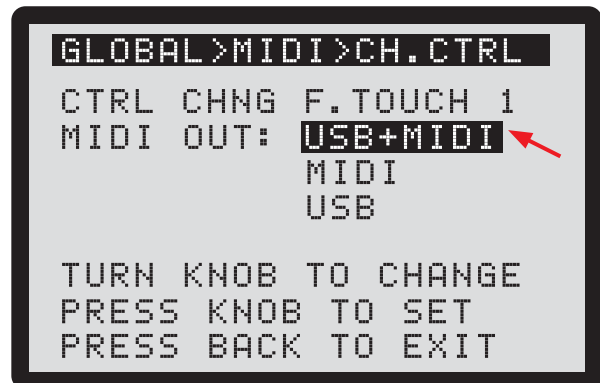 GLOBAL>MIDI>CH.CTRL
CTRL CHNG F.TOUCH 1
MIDI OUT: USB+MIDI
MIDI
USB
TURN KNOB TO CHANGE
PRESS KNOB TO SET
PRESS BACK TO EXIT